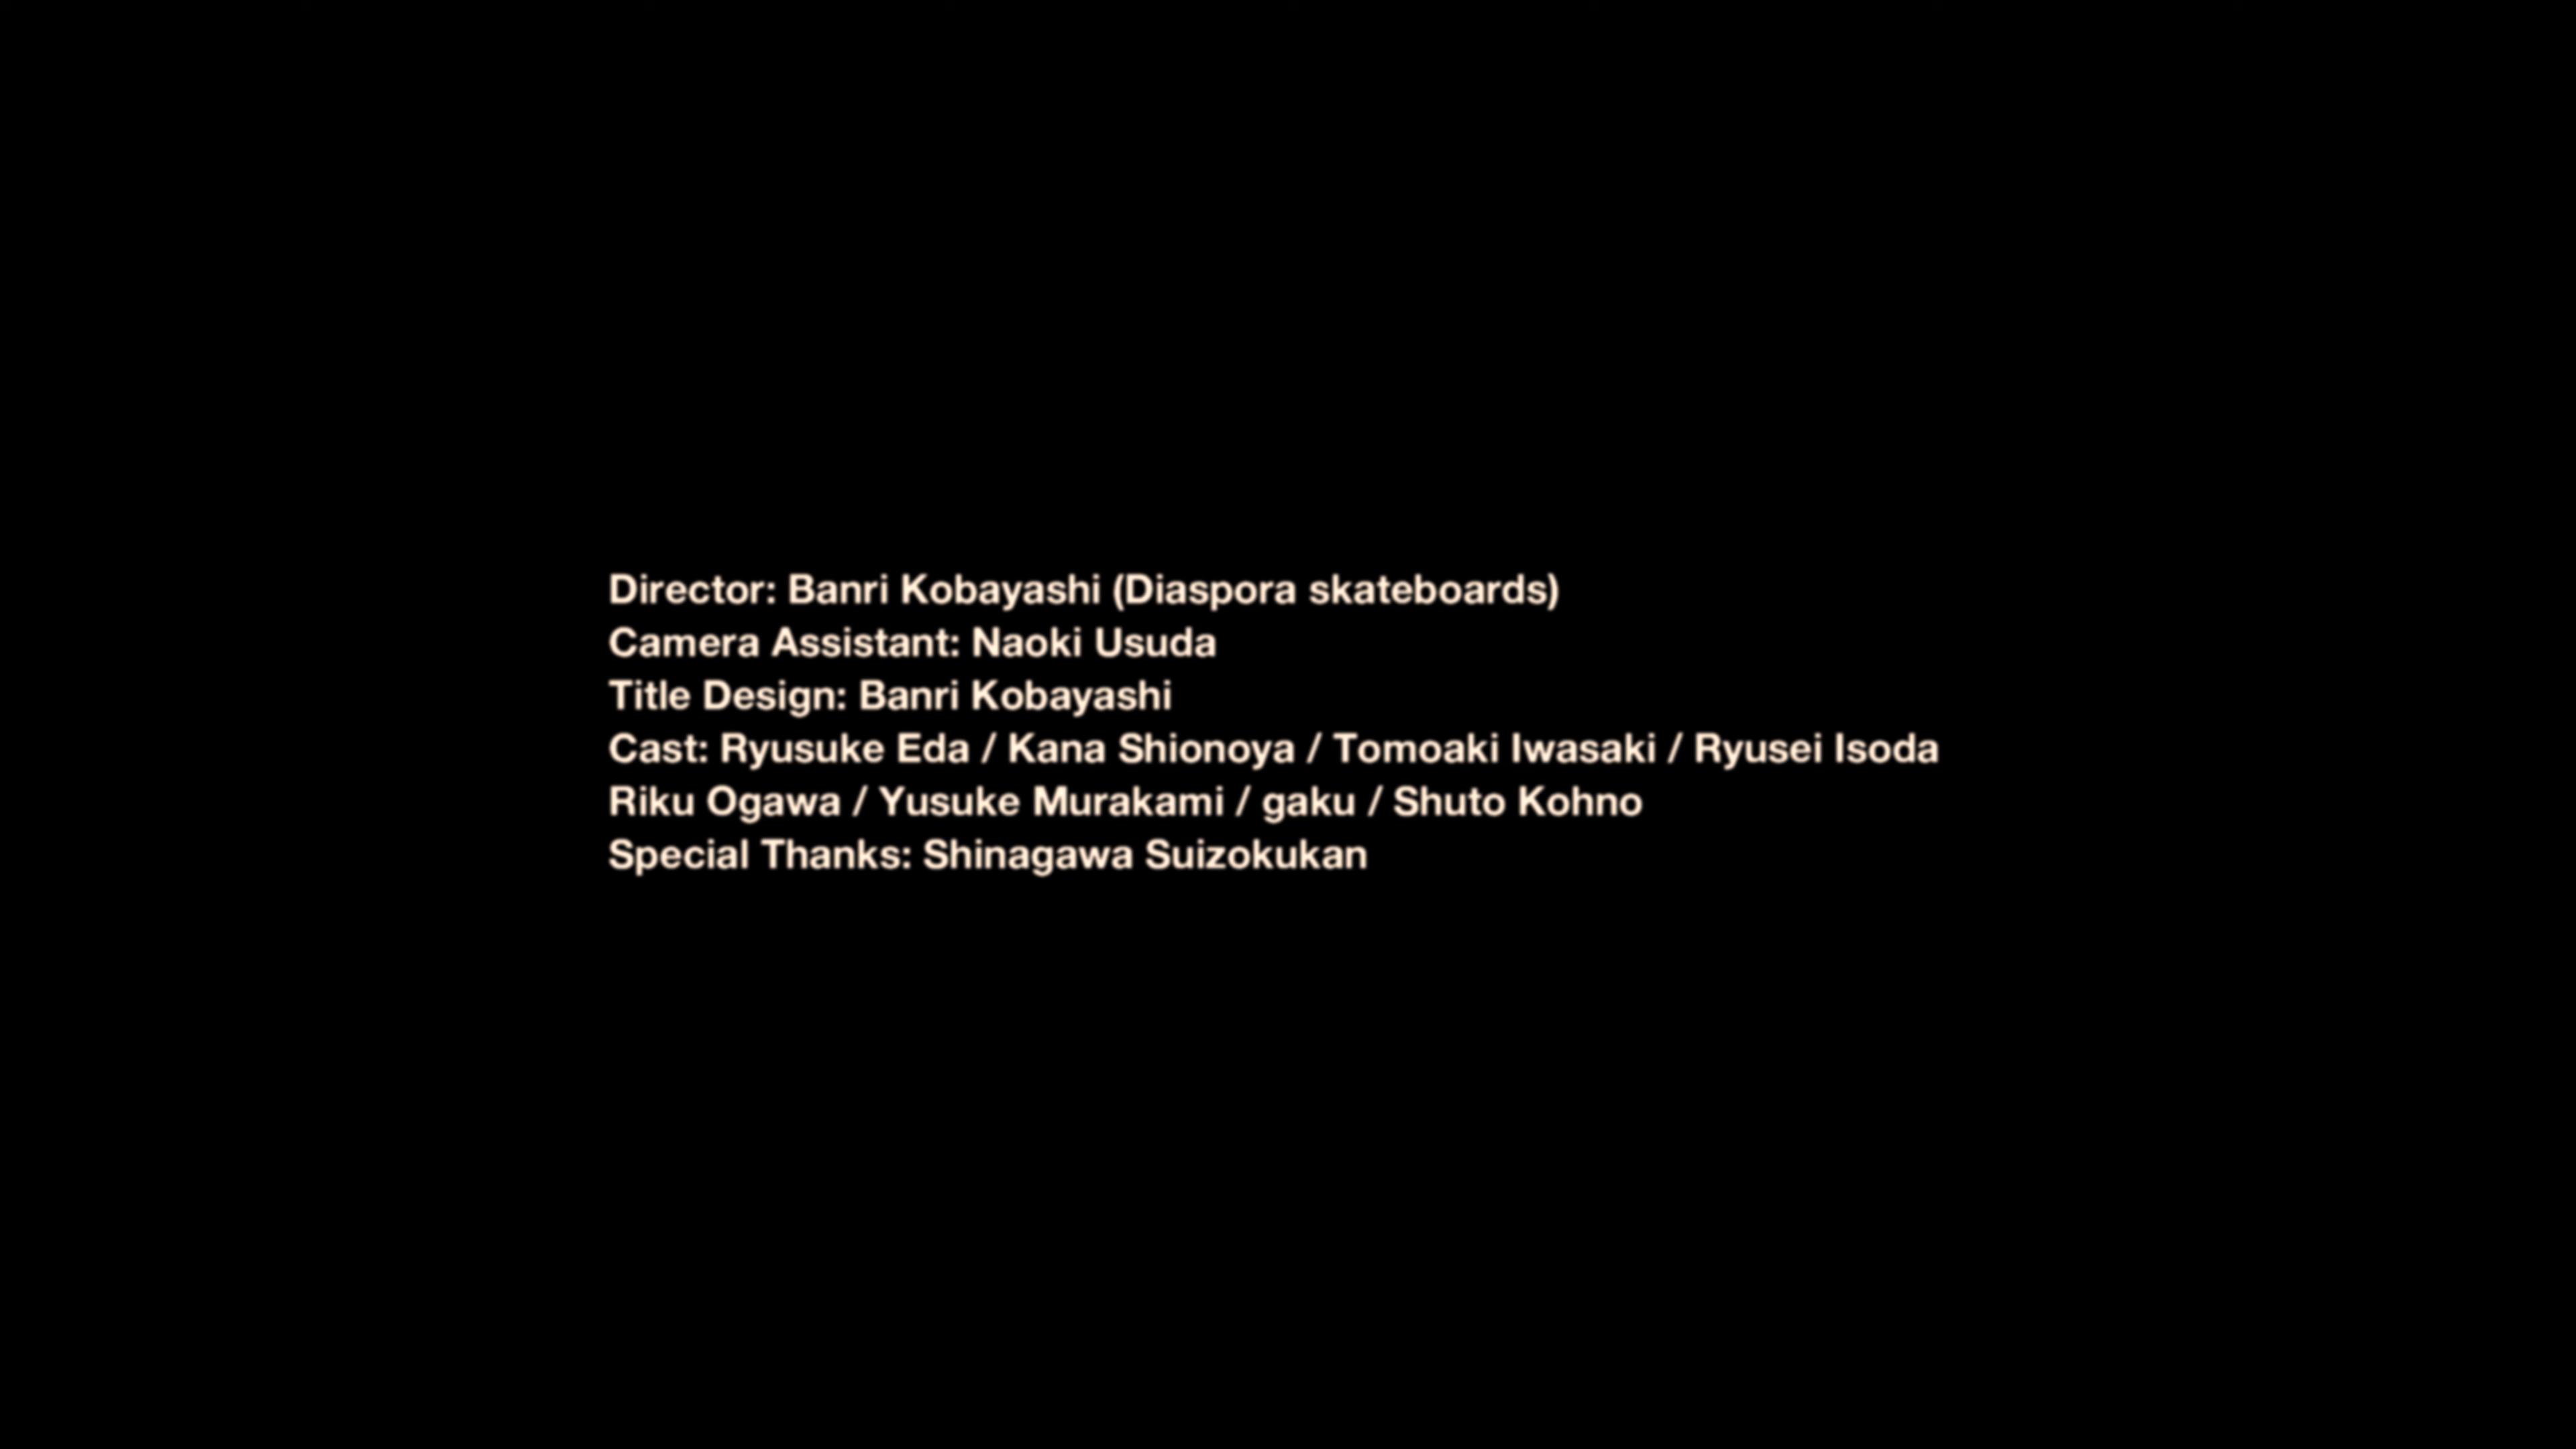 Director: Banri Kobayashi (Diaspora skateboards)
Camera Assistant: Naoki Usuda
Title Design: Banri Kobayashi
Cast: Ryusuke Eda / Kana Shionoya / Tomoaki Iwasaki / Ryusei Isoda
Riku Ogawa / Yusuke Murakami / gaku / Shuto Kohno
Special Thanks: Shinagawa Suizokukan